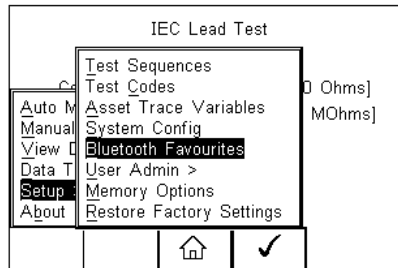 IEC Lead Test
Test Sequences
Test Codes
Asset Trace Variables
System Config
Bluetooth Favourites
User Admin >
Memory Options
Restore Factory Settings
Auto M
Manual
View D
Data T
Setup
About
Ohms]
MOhms]